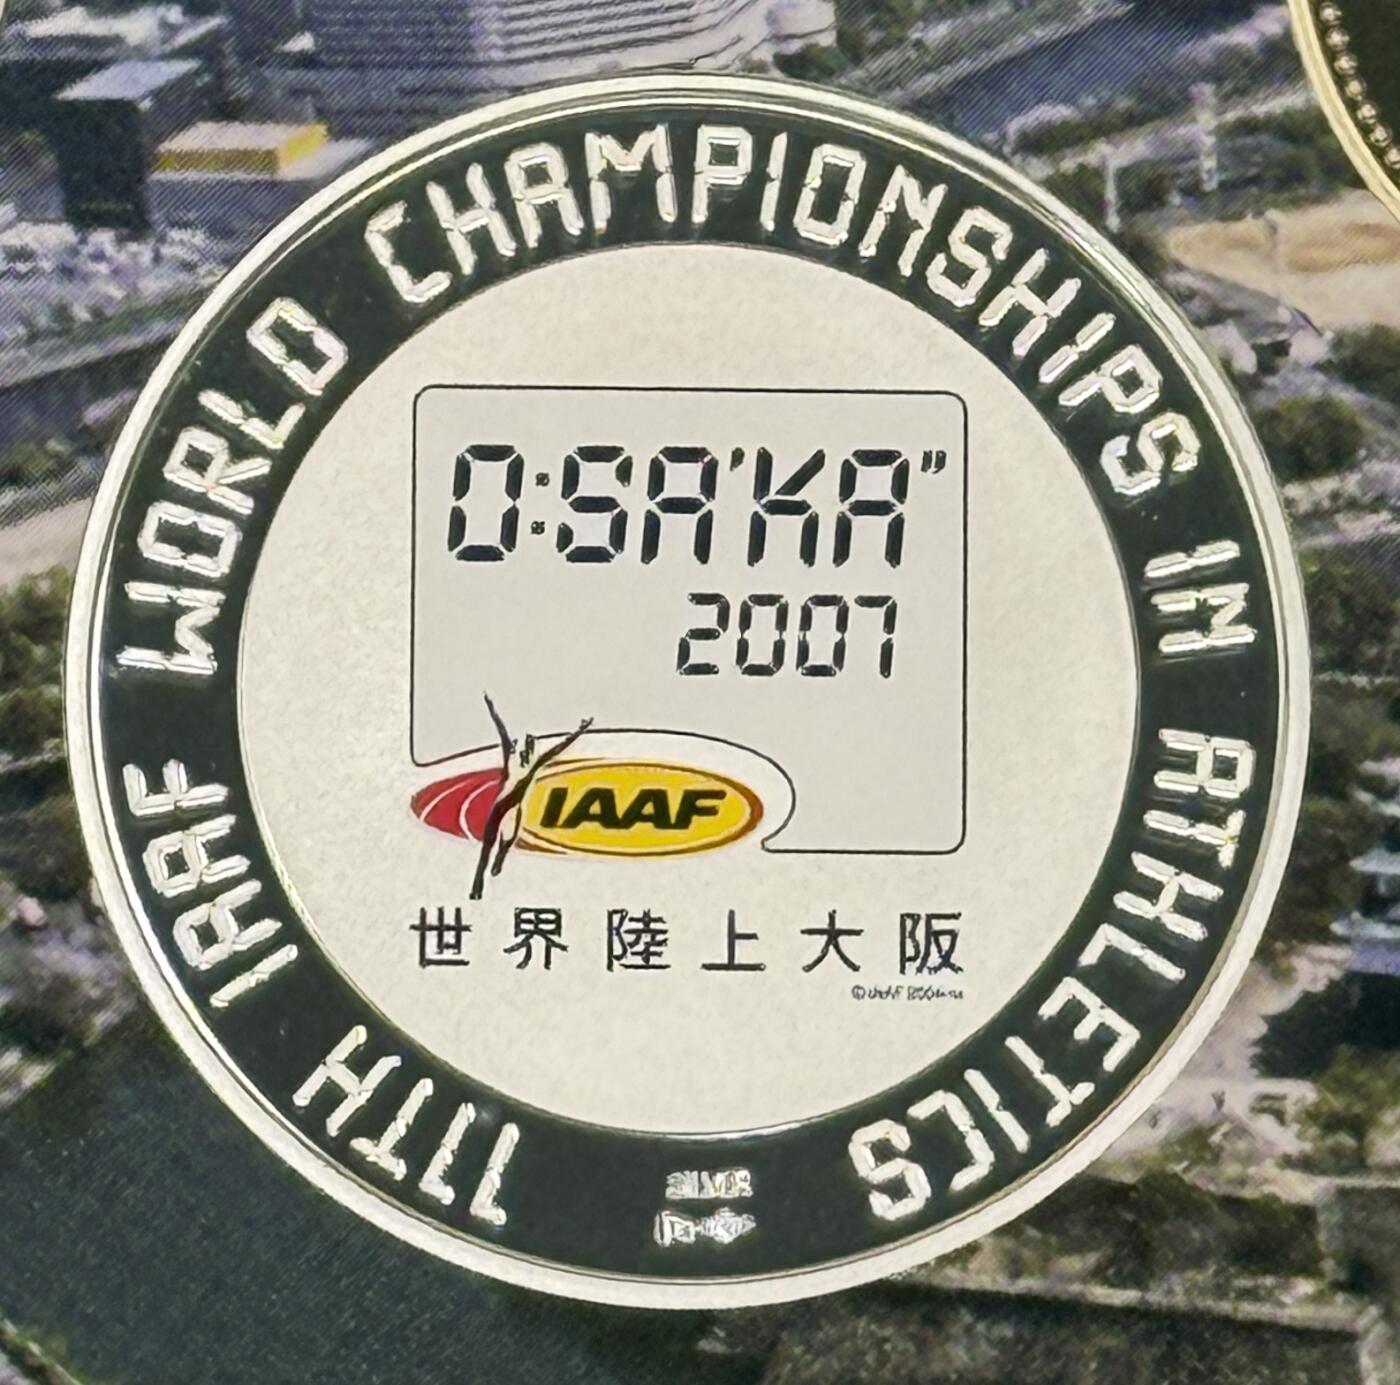 11TH IAAF WORLD CHAMPIONSHIPS IN ATHLETICS
O:SA'KA"
2007
IAAF
世界陸上大阪